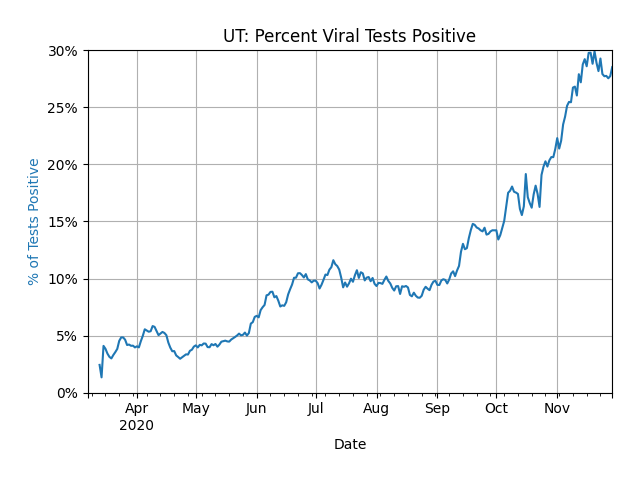 UT: Percent Viral Tests Positive
30%
25%
20%
15%
10%
5%
0%
% of Tests Positive
Apr May Jun Jul Aug Sep Oct Nov
2020
Date